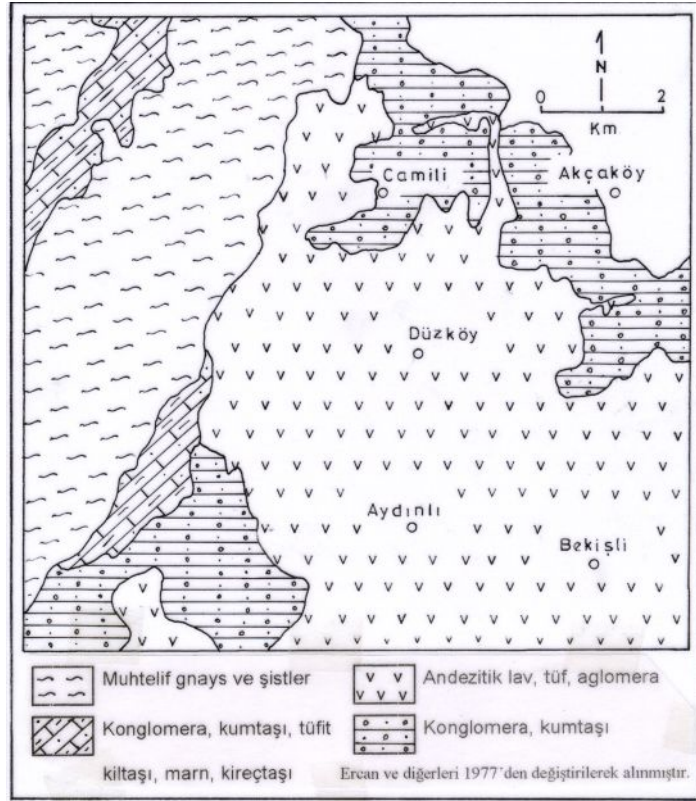 N
0 2
Km
Camili
Akçaköy
Düzköy
Aydınlı
Bekişli
Muhtelif gnays ve şistler
Andezitik lav, tüf, aglomera
Konglomera, kumtaşı, tüfit
Konglomera, kumtaşı
kiltaşı, marn, kireçtaşı
Ercan ve diğerleri 1977'den değiştirilerek alınmıştır.